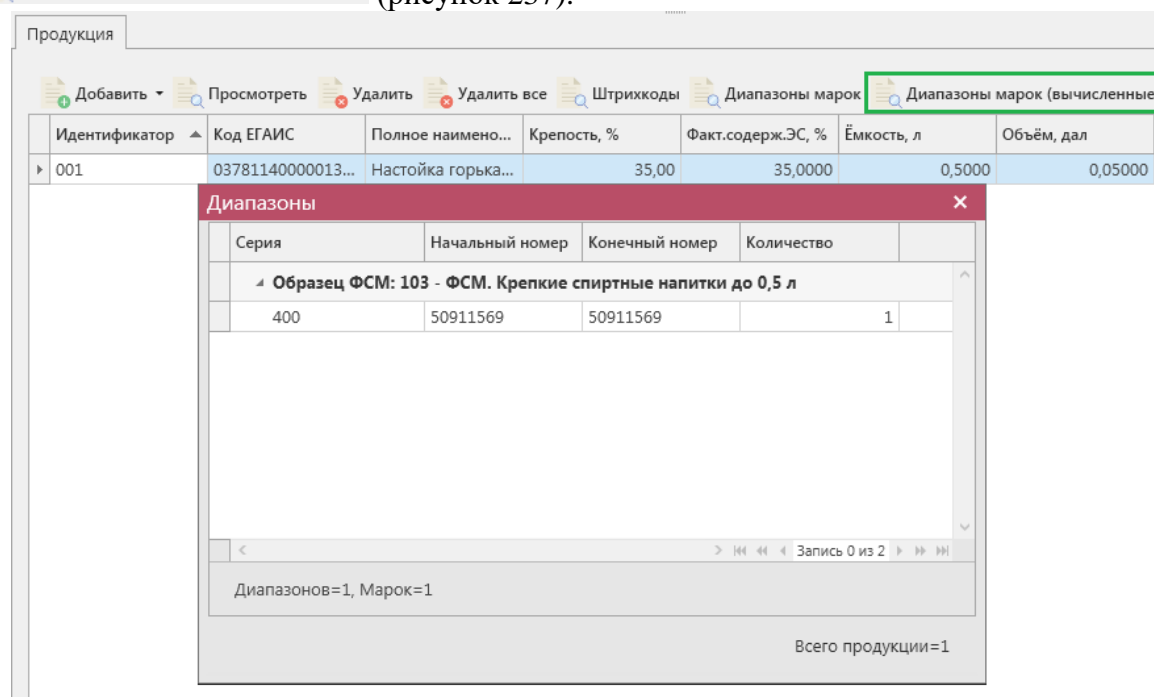 (рисунок 237).
Продукция
Добавить Просмотреть Удалить Удалить все Штрихкоды Диапазоны марок Диапазоны марок (вычисленные
Идентификатор Код ЕГАИС Полное наимено... Крепость, % Факт.содерж.ЭС, % Ёмкость, л Объём, дал
001 03781140000013... Настойка горька... 35,00 35,0000 0,5000 0,05000
Диапазоны
Серия Начальный номер Конечный номер Количество
Образец ФСМ: 103 - ФСМ. Крепкие спиртные напитки до 0,5 л
400 50911569 50911569 1
Запись 0 из 2
Диапазонов=1, Марок=1
Всего продукции=1